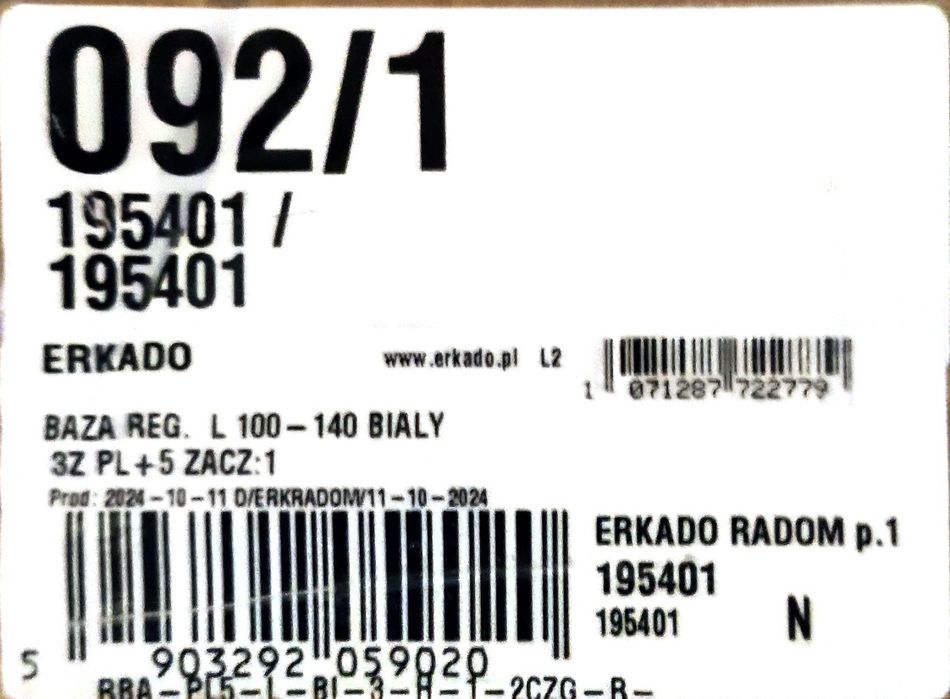 092/1
195401 /
195401
ERKADO www.erkado.pl L2
1 071287 722779
BAZA REG. L 100-140 BIALY
3Z PL+5 ZACZ:1
Prod: 2024-10-11 D/ERKRADOM/11-10-2024
ERKADO RADOM p.1
195401
195401 N
5 903292 059020